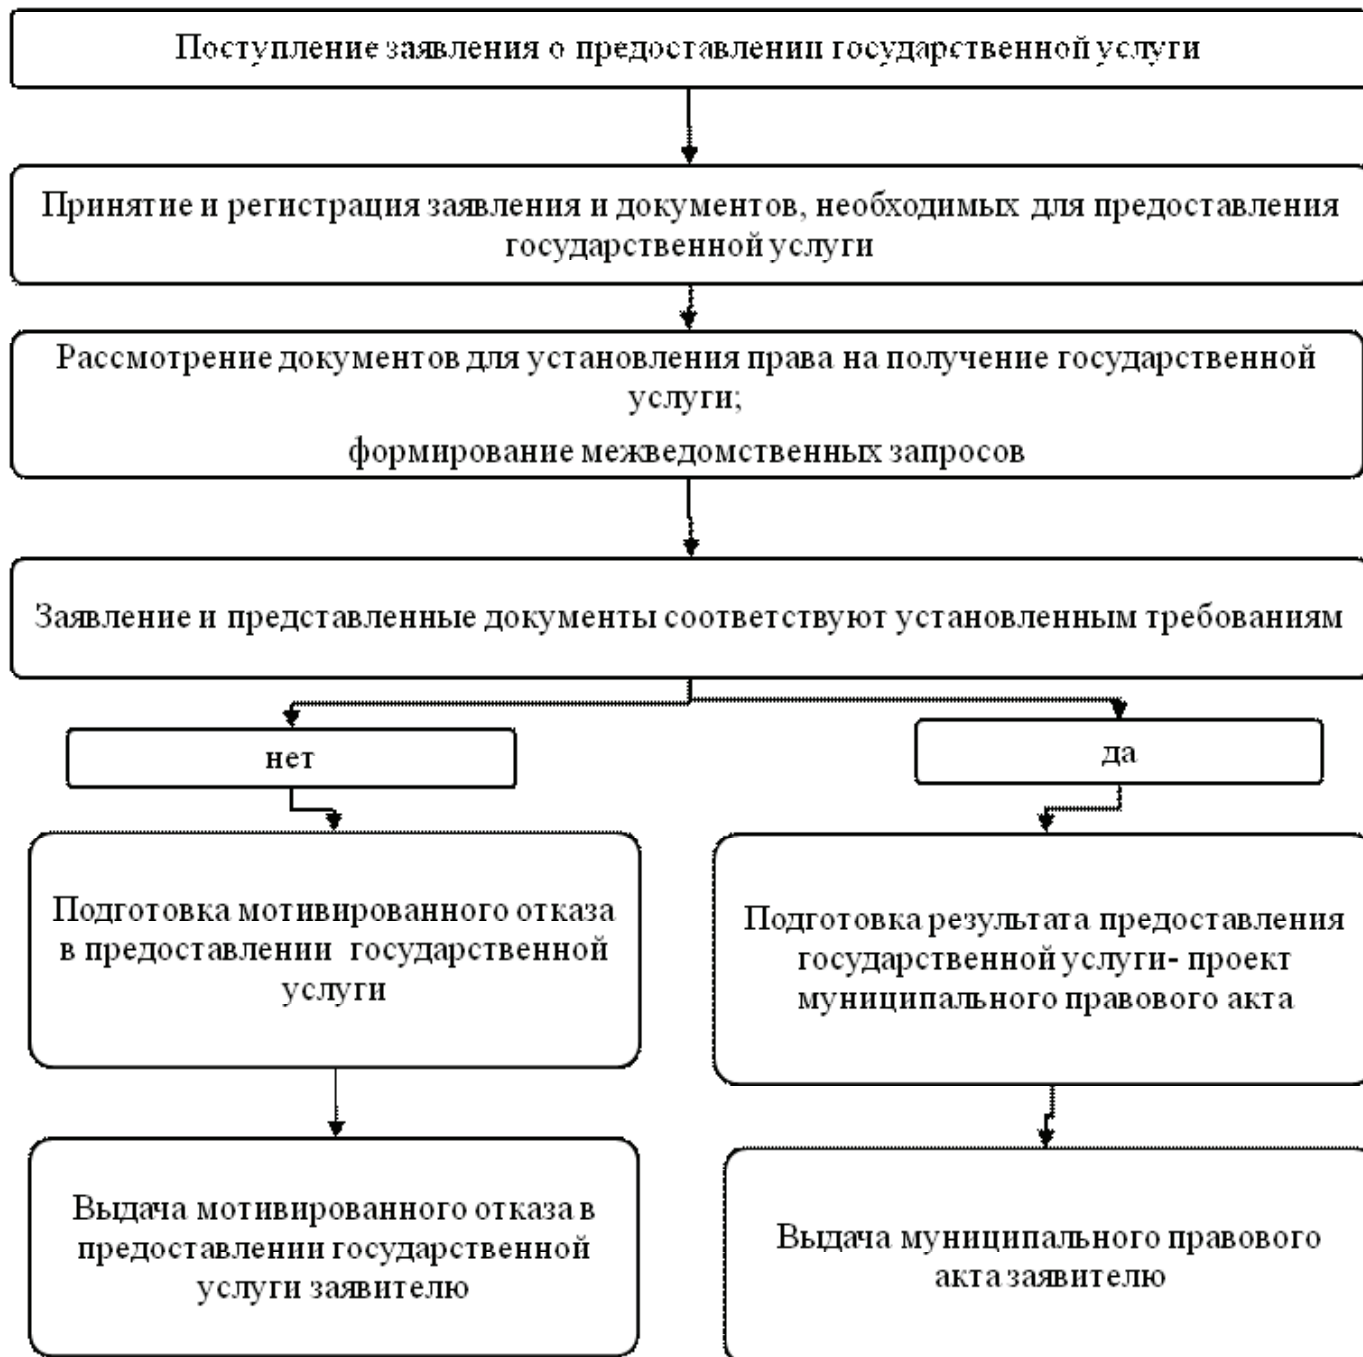 Поступление заявления о предоставлении государственной услуги
Принятие и регистрация заявления и документов, необходимых для предоставления
государственной услуги
Рассмотрение документов для установления права на получение государственной
услуги;
формирование межведомственных запросов
Заявление и представленные документы соответствуют установленным требованиям
нет
да
Подготовка мотивированного отказа
в предоставлении государственной
услуги
Подготовка результата предоставления
государственной услуги- проект
муниципального правового акта
Выдача мотивированного отказа в
предоставлении государственной
услуги заявителю
Выдача муниципального правового
акта заявителю